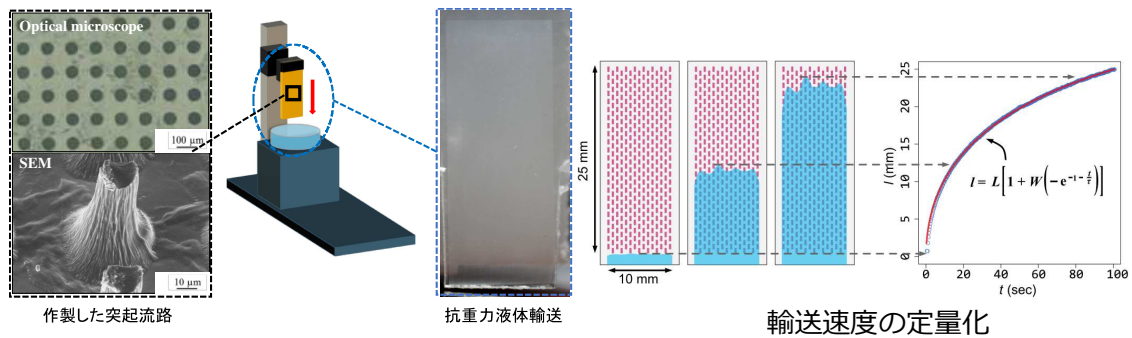 Optical microscope
100 μm
SEM
10 μm
作製した突起流路
抗重力液体輸送
25 mm
10 mm
l (mm)
25
20
15
10
5
0
l = L[1 + W(−e^{−1−t/τ})]
0 20 40 60 80 100
t (sec)
輸送速度の定量化